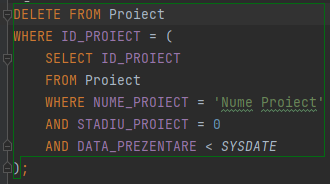 DELETE FROM Proiect
WHERE ID_PROIECT = (
SELECT ID_PROIECT
FROM Proiect
WHERE NUME_PROIECT = 'Nume Proiect'
AND STADIU_PROIECT = 0
AND DATA_PREZENTARE < SYSDATE
);